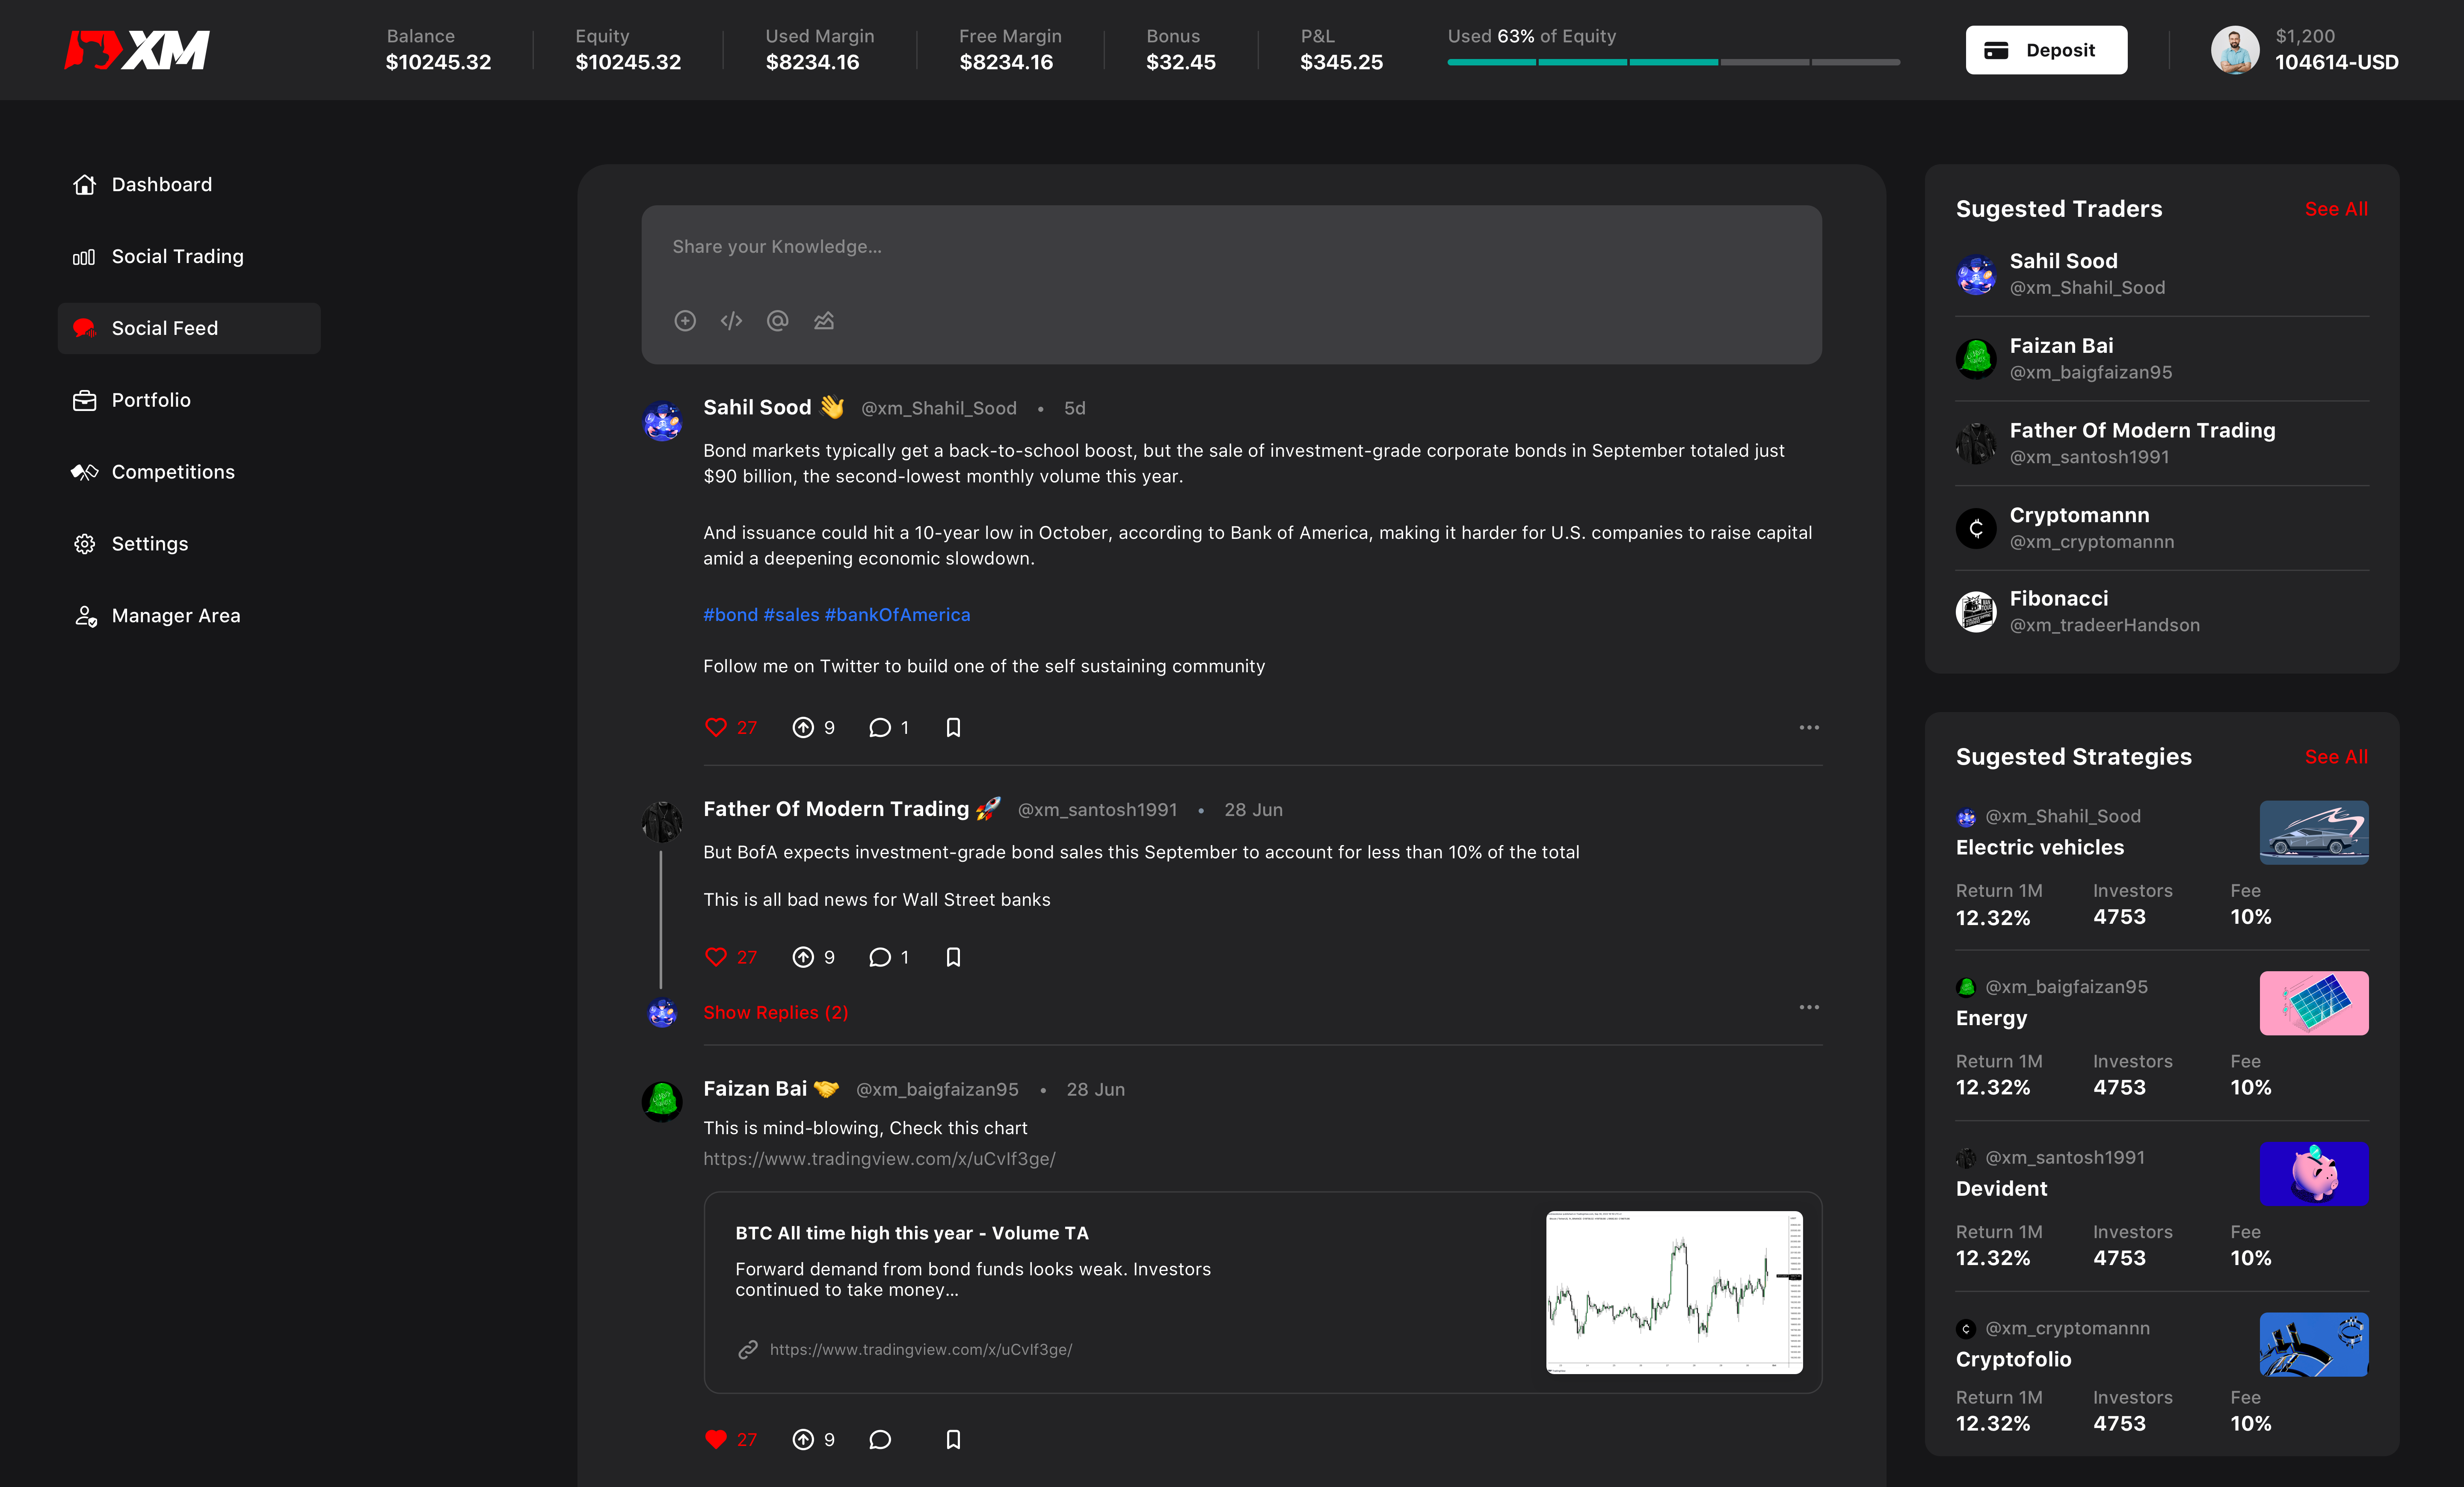 XM
Balance
$10245.32
Equity
$10245.32
Used Margin
$8234.16
Free Margin
$8234.16
Bonus
$32.45
P&L
$345.25
Used 63% of Equity
Deposit
$1,200
104614-USD
Dashboard
Social Trading
Social Feed
Portfolio
Competitions
Settings
Manager Area
Share your Knowledge...
Sahil Sood 👋 @xm_Shahil_Sood • 5d
Bond markets typically get a back-to-school boost, but the sale of investment-grade corporate bonds in September totaled just
$90 billion, the second-lowest monthly volume this year.
And issuance could hit a 10-year low in October, according to Bank of America, making it harder for U.S. companies to raise capital
amid a deepening economic slowdown.
#bond #sales #bankOfAmerica
Follow me on Twitter to build one of the self sustaining community
27 9 1
Father Of Modern Trading 🚀 @xm_santosh1991 • 28 Jun
But BofA expects investment-grade bond sales this September to account for less than 10% of the total
This is all bad news for Wall Street banks
27 9 1
Show Replies (2)
Faizan Bai 🤝 @xm_baigfaizan95 • 28 Jun
This is mind-blowing, Check this chart
https://www.tradingview.com/x/uCvIf3ge/
BTC All time high this year - Volume TA
Forward demand from bond funds looks weak. Investors
continued to take money...
https://www.tradingview.com/x/uCvIf3ge/
27 9
Sugested Traders See All
Sahil Sood
@xm_Shahil_Sood
Faizan Bai
@xm_baigfaizan95
Father Of Modern Trading
@xm_santosh1991
Cryptomannn
@xm_cryptomannn
Fibonacci
@xm_tradeerHandson
Sugested Strategies See All
@xm_Shahil_Sood
Electric vehicles
Return 1M Investors Fee
12.32% 4753 10%
@xm_baigfaizan95
Energy
Return 1M Investors Fee
12.32% 4753 10%
@xm_santosh1991
Devident
Return 1M Investors Fee
12.32% 4753 10%
@xm_cryptomannn
Cryptofolio
Return 1M Investors Fee
12.32% 4753 10%